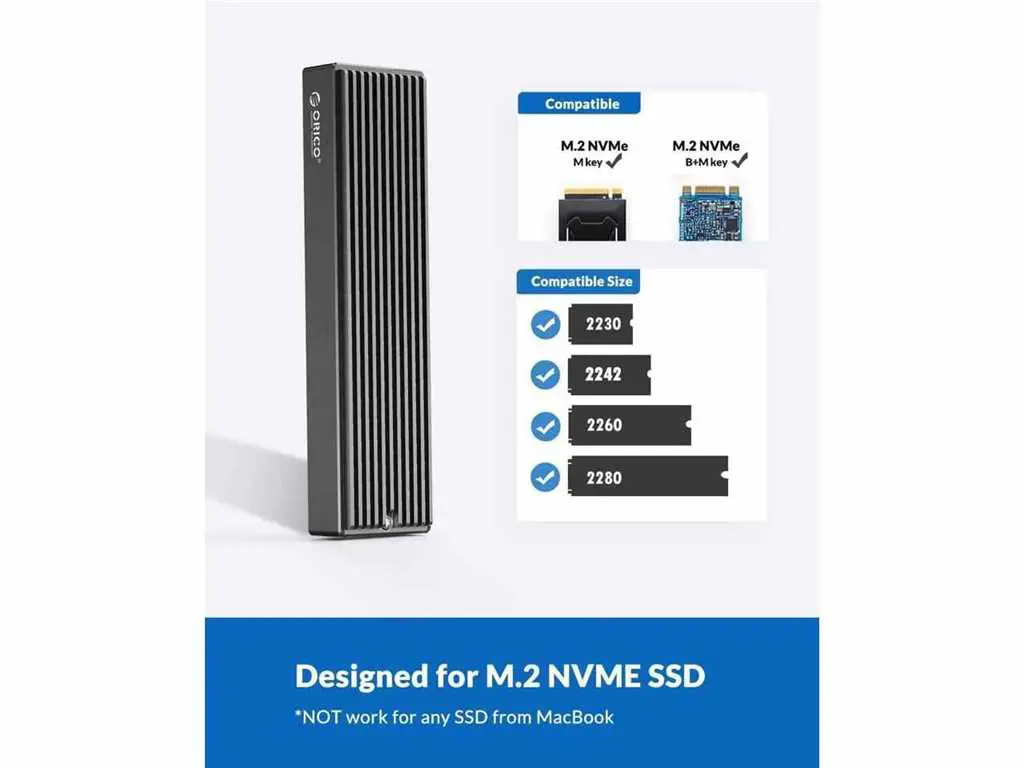 ORICO
Compatible
M.2 NVMe
M key
M.2 NVMe
B+M key
Compatible Size
2230
2242
2260
2280
Designed for M.2 NVME SSD
*NOT work for any SSD from MacBook